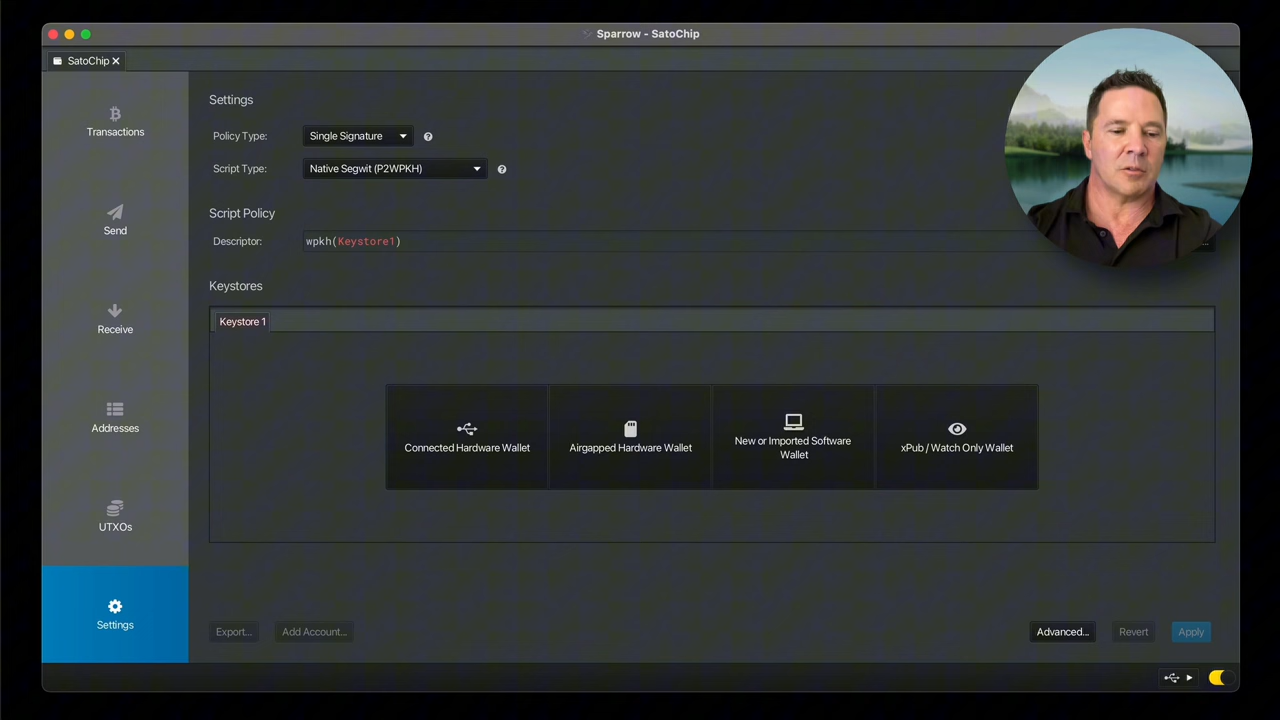 Sparrow - SatoChip
SatoChip
Transactions
Send
Receive
Addresses
UTXOs
Settings
Settings
Policy Type: Single Signature
Script Type: Native Segwit (P2WPKH)
Script Policy
Descriptor: wpkh(Keystore1)
Keystores
Keystore 1
Connected Hardware Wallet
Airgapped Hardware Wallet
New or Imported Software
Wallet
xPub / Watch Only Wallet
Export...
Add Account...
Advanced...
Revert
Apply